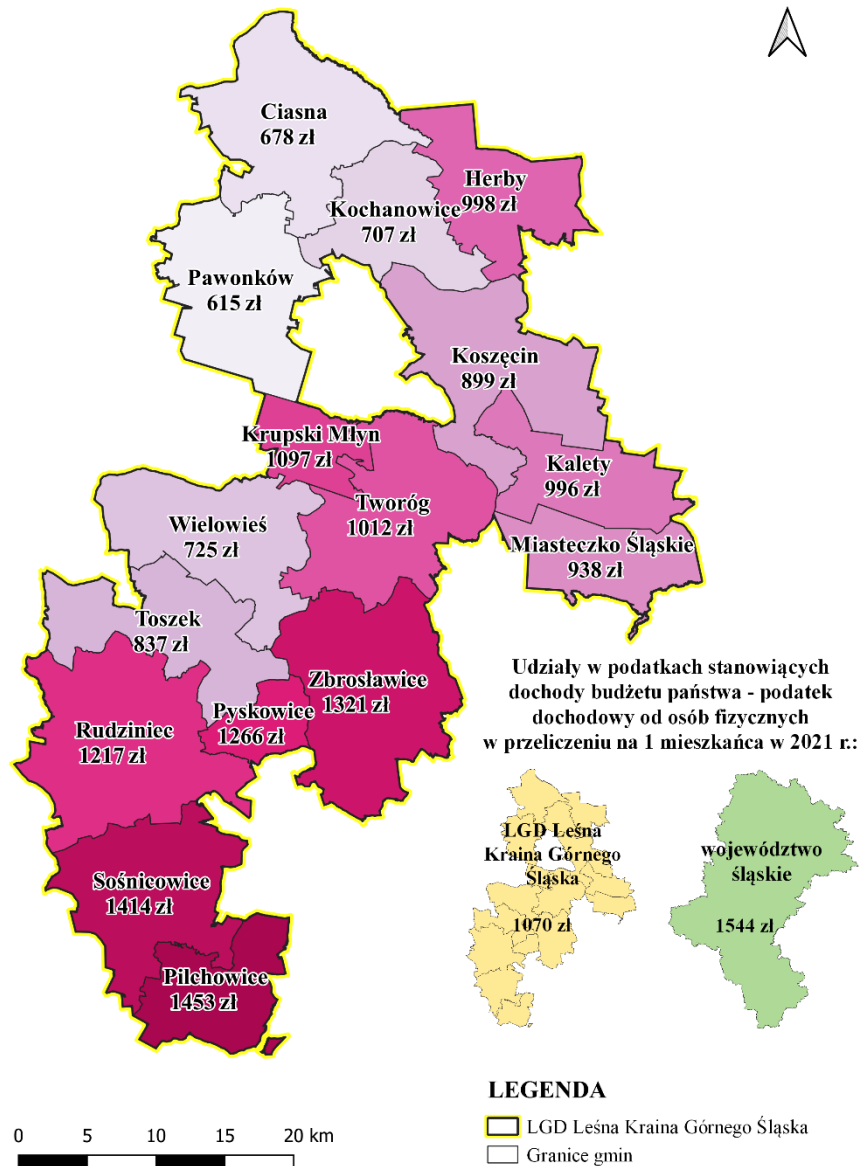 Ciasna
678 zł
Herby
998 zł
Kochanowice
707 zł
Pawonków
615 zł
Koszęcin
899 zł
Krupski Młyn
1097 zł
Kalety
996 zł
Tworóg
1012 zł
Wielowieś
725 zł
Miasteczko Śląskie
938 zł
Toszek
837 zł
Zbrosławice
1321 zł
Pyskowice
1266 zł
Rudziniec
1217 zł
Sośnicowice
1414 zł
Pilchowice
1453 zł
Udziały w podatkach stanowiących
dochody budżetu państwa - podatek
dochodowy od osób fizycznych
w przeliczeniu na 1 mieszkańca w 2021 r.:
LGD Leśna
Kraina Górnego
Śląska
1070 zł
województwo
śląskie
1544 zł
LEGENDA
LGD Leśna Kraina Górnego Śląska
Granice gmin
0 5 10 15 20 km